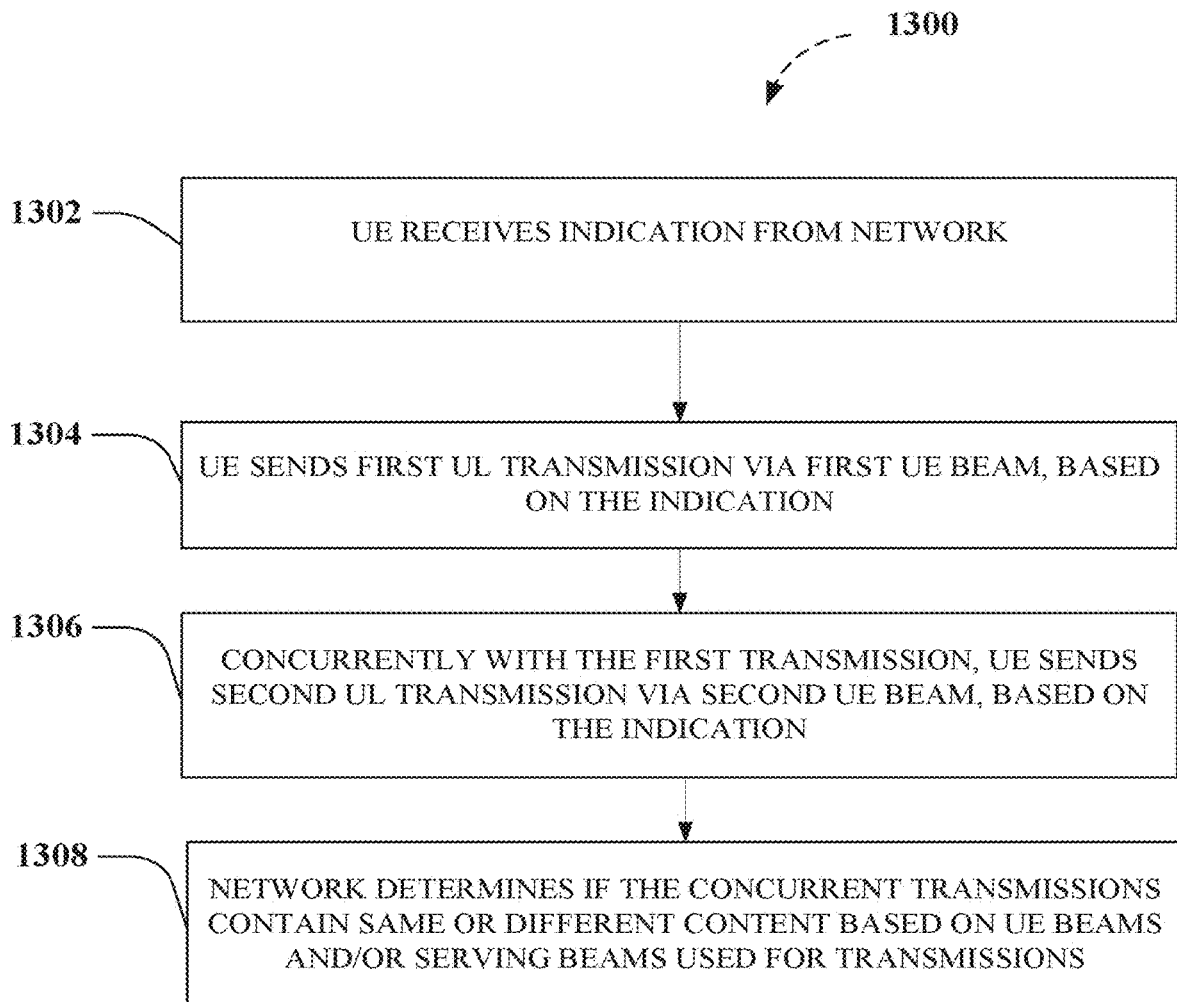 1300
1302
UE RECEIVES INDICATION FROM NETWORK
1304
UE SENDS FIRST UL TRANSMISSION VIA FIRST UE BEAM, BASED
ON THE INDICATION
1306
CONCURRENTLY WITH THE FIRST TRANSMISSION, UE SENDS
SECOND UL TRANSMISSION VIA SECOND UE BEAM, BASED ON
THE INDICATION
1308
NETWORK DETERMINES IF THE CONCURRENT TRANSMISSIONS
CONTAIN SAME OR DIFFERENT CONTENT BASED ON UE BEAMS
AND/OR SERVING BEAMS USED FOR TRANSMISSIONS